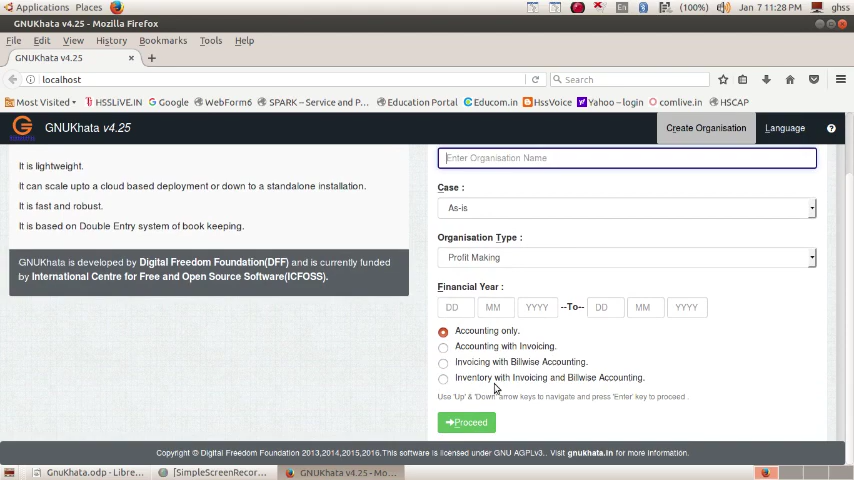 Applications Places (100%) Jan 7 11:28 PM ghss
GNUKhata v4.25 - Mozilla Firefox
File Edit View History Bookmarks Tools Help
GNUKhata v4.25
localhost Search
Most Visited HSSLiVE.IN Google WebForm6 SPARK – Service and P... Education Portal Educom.in HssVoice Yahoo – login comlive.in HSCAP
GNUKhata v4.25 Create Organisation Language
It is lightweight.
It can scale upto a cloud based deployment or down to a standalone installation.
It is fast and robust.
It is based on Double Entry system of book keeping.
GNUKhata is developed by Digital Freedom Foundation(DFF) and is currently funded
by International Centre for Free and Open Source Software(ICFOSS).
Enter Organisation Name
Case :
As-is
Organisation Type :
Profit Making
Financial Year :
DD MM YYYY --To-- DD MM YYYY
Accounting only.
Accounting with Invoicing.
Invoicing with Billwise Accounting.
Inventory with Invoicing and Billwise Accounting.
Use 'Up' & 'Down' arrow keys to navigate and press 'Enter' key to proceed .
Proceed
Copyright © Digital Freedom Foundation 2013,2014,2015,2016.This software is licensed under GNU AGPLv3.. Visit gnukhata.in for more information.
GnuKhata.odp - Libre... [SimpleScreenRecor... GNUKhata v4.25 - Mo...